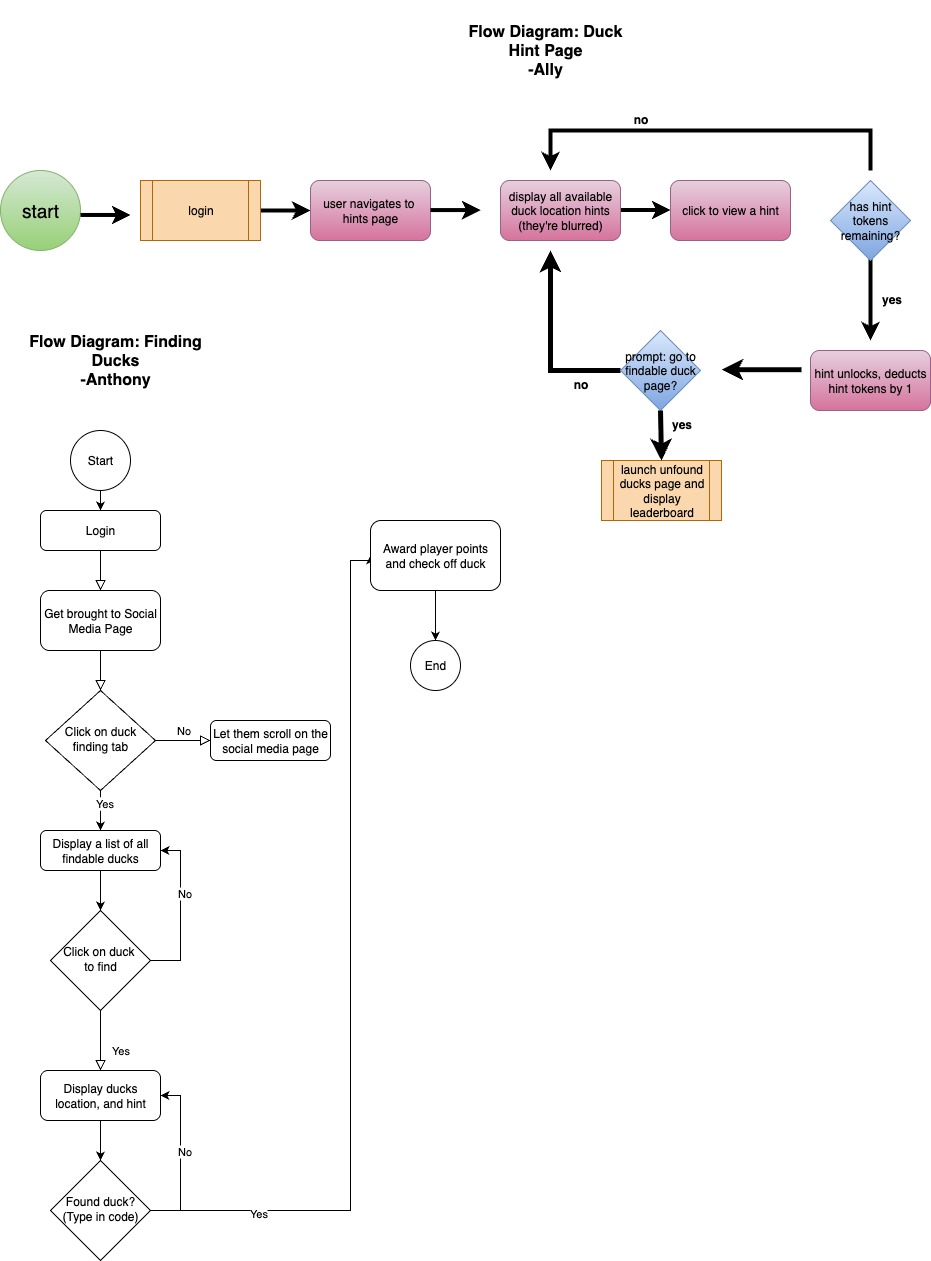 Flow Diagram: Duck
Hint Page
-Ally
no
start
login
user navigates to
hints page
display all available
duck location hints
(they're blurred)
click to view a hint
has hint
tokens
remaining?
yes
hint unlocks, deducts
hint tokens by 1
prompt: go to
findable duck
page?
no
yes
launch unfound
ducks page and
display
leaderboard
Flow Diagram: Finding
Ducks
-Anthony
Start
Login
Get brought to Social
Media Page
Click on duck
finding tab
No
Let them scroll on the
social media page
Yes
Display a list of all
findable ducks
No
Click on duck
to find
Yes
Display ducks
location, and hint
No
Found duck?
(Type in code)
Yes
Award player points
and check off duck
End